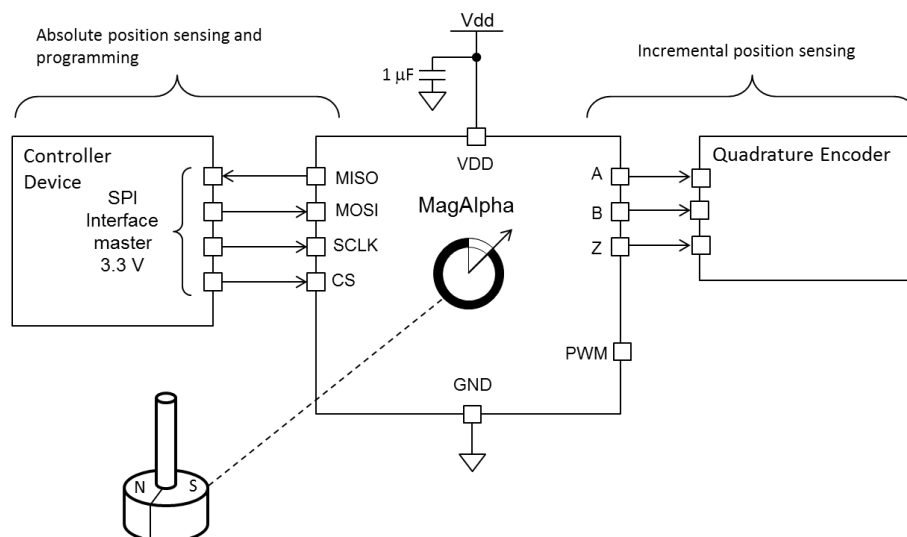 Absolute position sensing and
programming
Vdd
1 µF
Incremental position sensing
Controller
Device
SPI
Interface
master
3.3 V
MISO
MOSI
SCLK
CS
VDD
MagAlpha
GND
A
B
Z
PWM
Quadrature Encoder
N
S